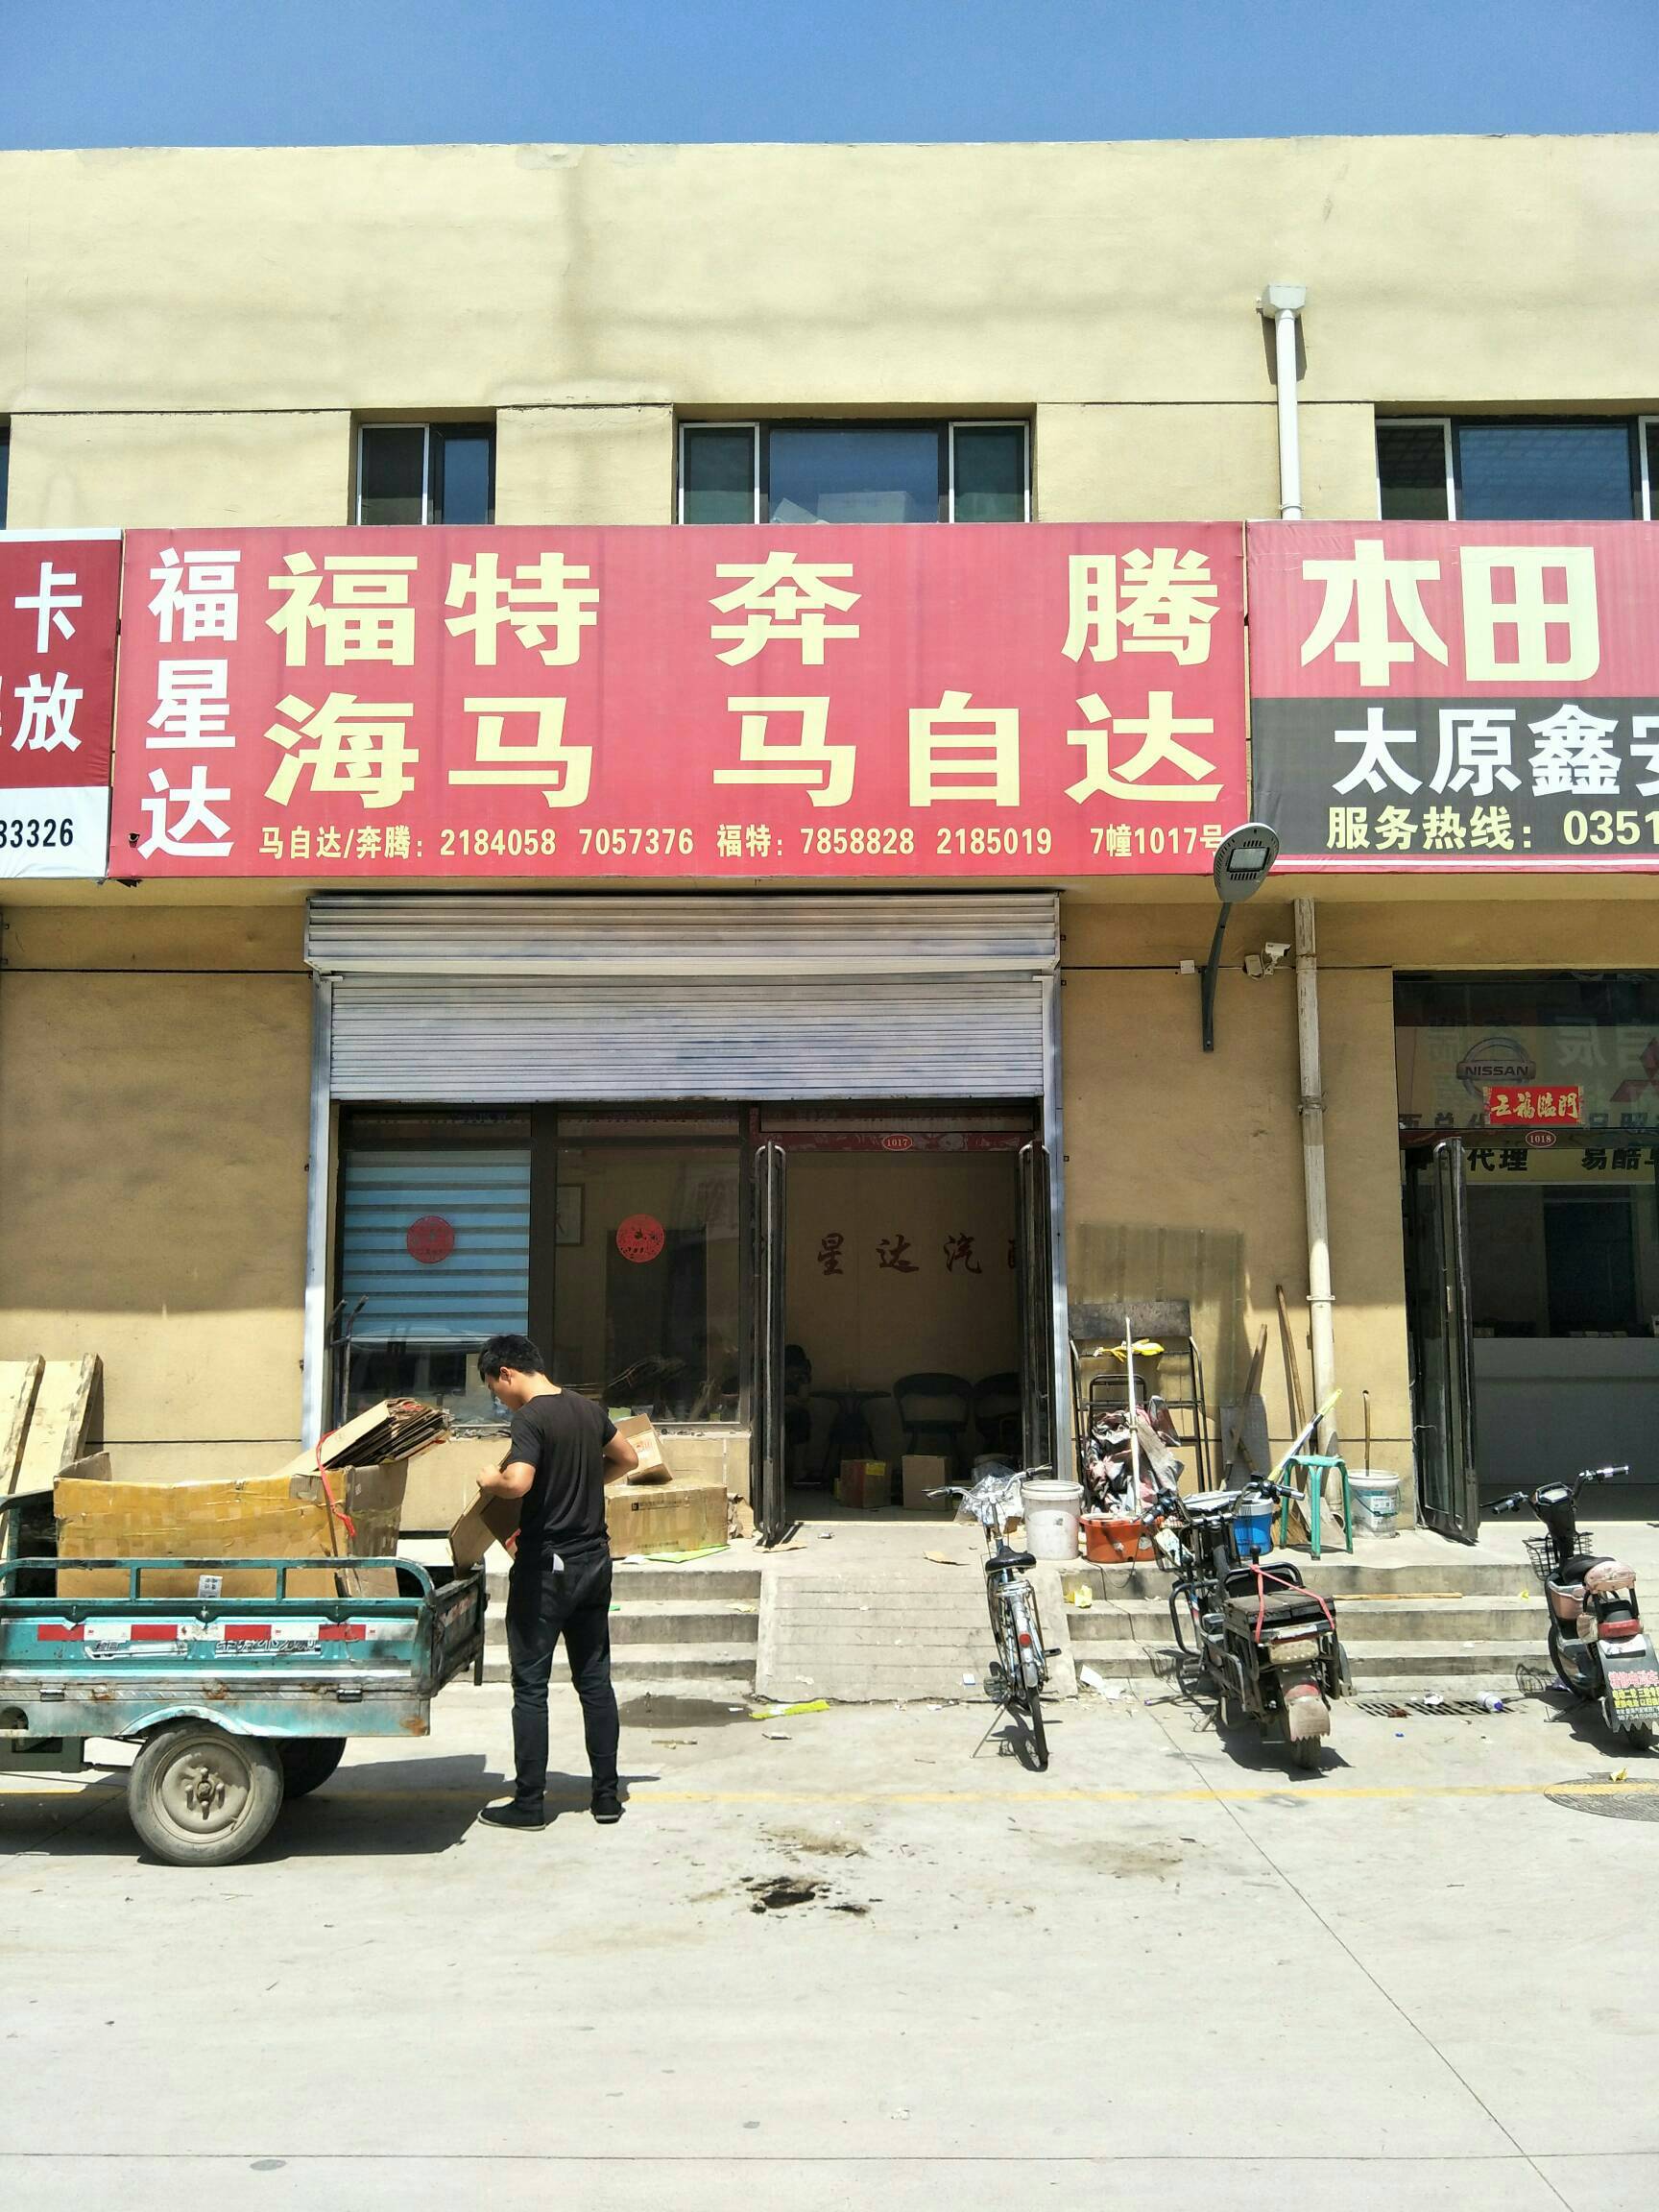 卡
放
83326
福星达
福特 奔腾
海马 马自达
马自达/奔腾: 2184058 7057376 福特: 7858828 2185019 7幢1017号
本田
太原鑫安
服务热线: 0351
NISSAN
五福临门
1017
1018
代理 易酷
星达汽